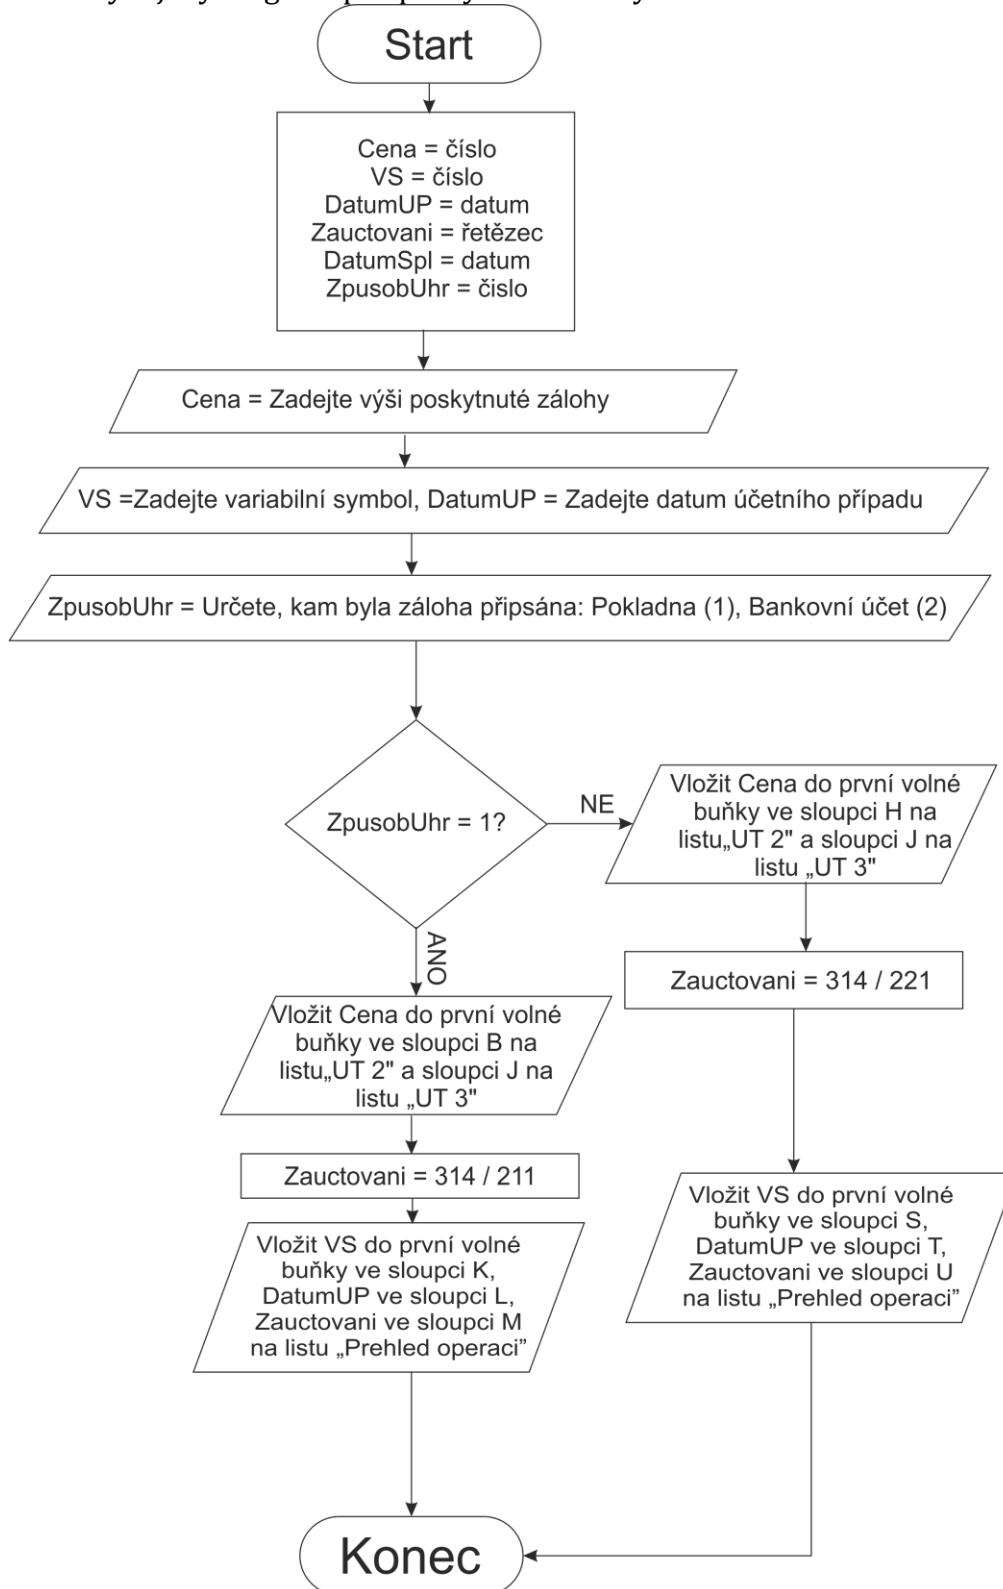 Start
Cena = číslo
VS = číslo
DatumUP = datum
Zauctovani = řetězec
DatumSpl = datum
ZpusobUhr = čislo
Cena = Zadejte výši poskytnuté zálohy
VS =Zadejte variabilní symbol, DatumUP = Zadejte datum účetního případu
ZpusobUhr = Určete, kam byla záloha připsána: Pokladna (1), Bankovní účet (2)
ZpusobUhr = 1?
NE
Vložit Cena do první volné
buňky ve sloupci H na
listu„UT 2" a sloupci J na
listu „UT 3"
Zauctovani = 314 / 221
Vložit VS do první volné
buňky ve sloupci S,
DatumUP ve sloupci T,
Zauctovani ve sloupci U
na listu „Prehled operaci”
ANO
Vložit Cena do první volné
buňky ve sloupci B na
listu„UT 2" a sloupci J na
listu „UT 3"
Zauctovani = 314 / 211
Vložit VS do první volné
buňky ve sloupci K,
DatumUP ve sloupci L,
Zauctovani ve sloupci M
na listu „Prehled operaci”
Konec